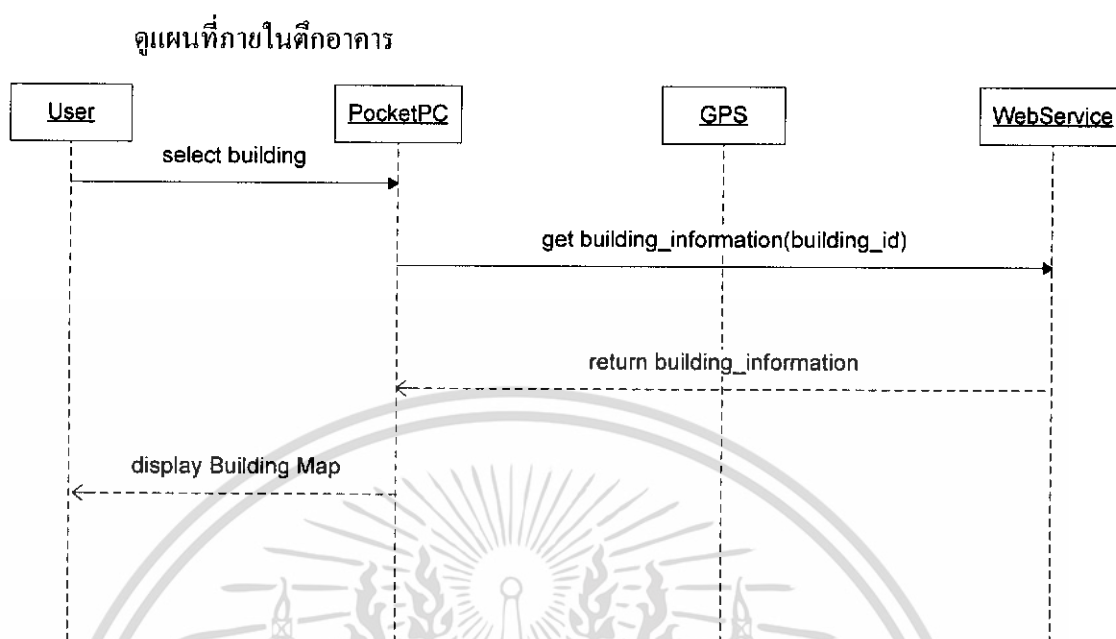 ดูแผนที่ภายในตึกอาคาร
User PocketPC GPS WebService
select building
get building_information(building_id)
return building_information
display Building Map